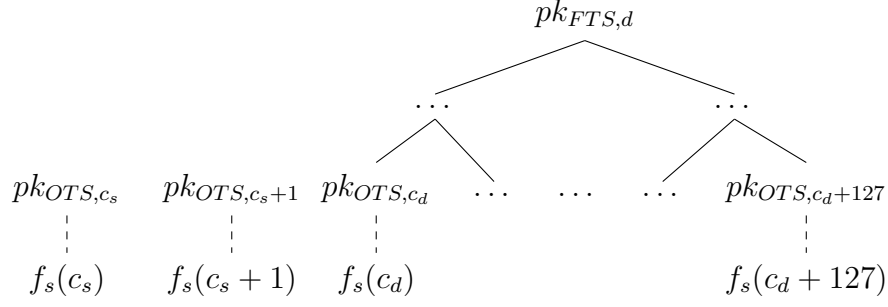 pk_{FTS,d}
... ...
pk_{OTS,c_s} pk_{OTS,c_s+1} pk_{OTS,c_d} ... ... ... pk_{OTS,c_d+127}
f_s(c_s) f_s(c_s + 1) f_s(c_d) f_s(c_d + 127)